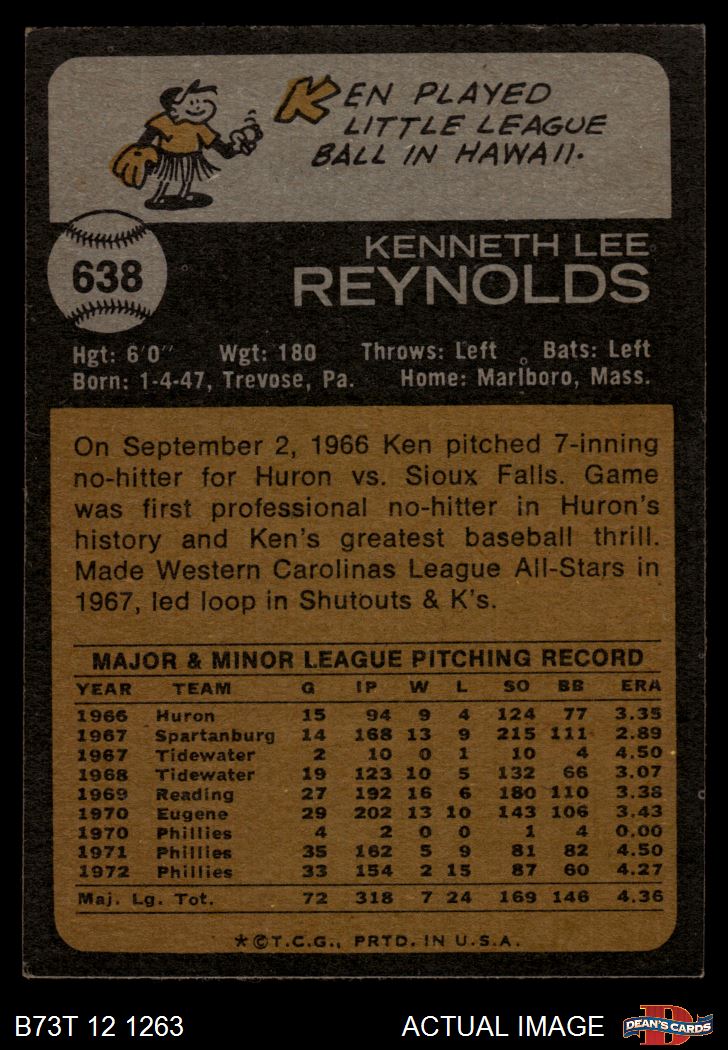 KEN PLAYED
LITTLE LEAGUE
BALL IN HAWAII.
638
KENNETH LEE
REYNOLDS
Hgt: 6'0" Wgt: 180 Throws: Left Bats: Left
Born: 1-4-47, Trevose, Pa. Home: Marlboro, Mass.
On September 2, 1966 Ken pitched 7-inning
no-hitter for Huron vs. Sioux Falls. Game
was first professional no-hitter in Huron's
history and Ken's greatest baseball thrill.
Made Western Carolinas League All-Stars in
1967, led loop in Shutouts & K's.
MAJOR & MINOR LEAGUE PITCHING RECORD
YEAR TEAM G IP W L SO BB ERA
1966 Huron 15 94 9 4 124 77 3.35
1967 Spartanburg 14 168 13 9 215 111 2.89
1967 Tidewater 2 10 0 1 10 4 4.50
1968 Tidewater 19 123 10 5 132 66 3.07
1969 Reading 27 192 16 6 180 110 3.38
1970 Eugene 29 202 13 10 143 106 3.43
1970 Phillies 4 2 0 0 1 4 0.00
1971 Phillies 35 162 5 9 81 82 4.50
1972 Phillies 33 154 2 15 87 60 4.27
Maj. Lg. Tot. 72 318 7 24 169 146 4.36
*©T.C.G., PRTD. IN U.S.A.
B73T 12 1263 ACTUAL IMAGE
D
DEAN'S CARDS